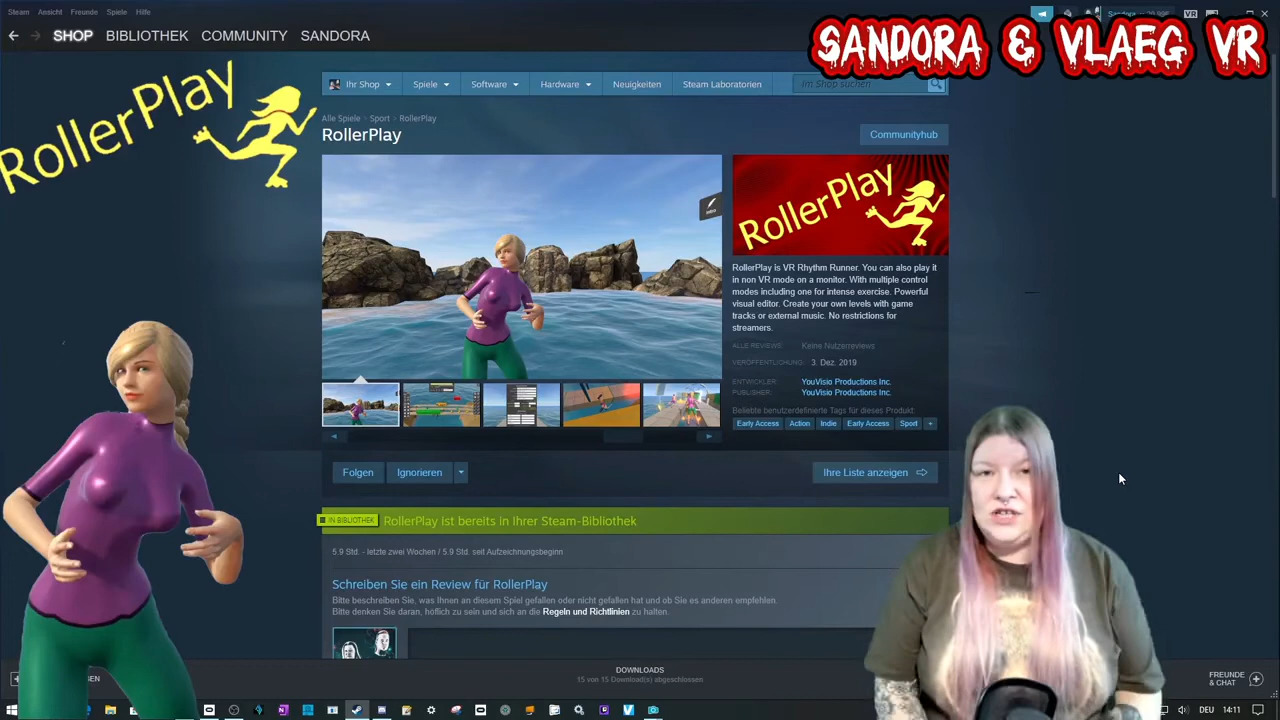 Steam Ansicht Freunde Spiele Hilfe
SANDORA & VLAEG VR
SHOP BIBLIOTHEK COMMUNITY SANDORA
RollerPlay
Ihr Shop Spiele Software Hardware Neuigkeiten Steam Laboratorien Im Shop suchen
Alle Spiele > Sport > RollerPlay
RollerPlay
Communityhub
RollerPlay
RollerPlay is VR Rhythm Runner. You can also play it
in non VR mode on a monitor. With multiple control
modes including one for intense exercise. Powerful
visual editor. Create your own levels with game
tracks or external music. No restrictions for
streamers.
ALLE REVIEWS: Keine Nutzerreviews
VERÖFFENTLICHUNG: 3. Dez. 2019
ENTWICKLER: YouVisio Productions Inc.
PUBLISHER: YouVisio Productions Inc.
Beliebte benutzerdefinierte Tags für dieses Produkt:
Early Access Action Indie Early Access Sport +
Folgen Ignorieren Ihre Liste anzeigen
IN BIBLIOTHEK RollerPlay ist bereits in Ihrer Steam-Bibliothek
5.9 Std. - letzte zwei Wochen / 5.9 Std. seit Aufzeichnungsbeginn
Schreiben Sie ein Review für RollerPlay
Bitte beschreiben Sie, was Ihnen an diesem Spiel gefallen oder nicht gefallen hat und ob Sie es anderen empfehlen.
Bitte denken Sie daran, höflich zu sein und sich an die Regeln und Richtlinien zu halten.
DOWNLOADS
15 von 15 Download(s) abgeschlossen
FREUNDE
& CHAT
DEU 14:11